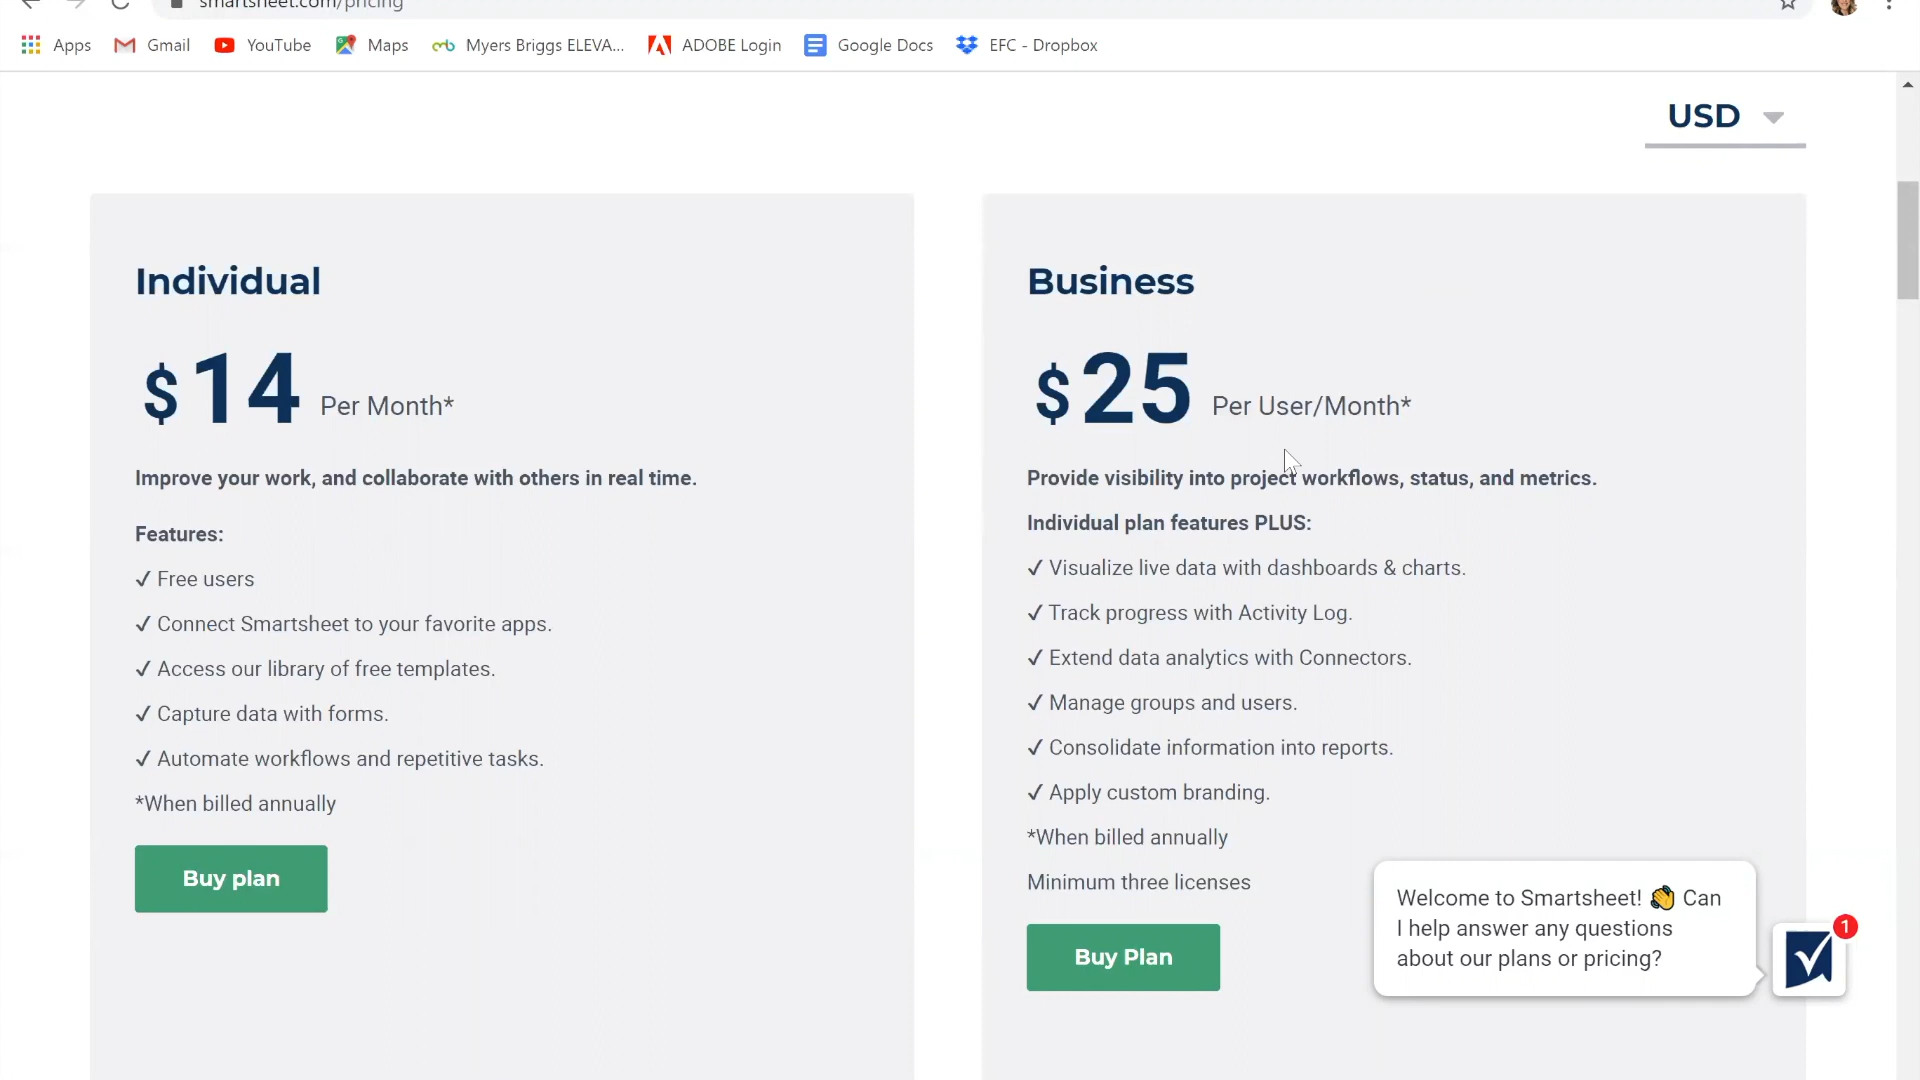 smartsheet.com/pricing
Apps
Gmail
YouTube
Maps
Myers Briggs ELEVA...
ADOBE Login
Google Docs
EFC - Dropbox
USD
Individual
$14 Per Month*
Improve your work, and collaborate with others in real time.
Features:
✓ Free users
✓ Connect Smartsheet to your favorite apps.
✓ Access our library of free templates.
✓ Capture data with forms.
✓ Automate workflows and repetitive tasks.
*When billed annually
Buy plan
Business
$25 Per User/Month*
Provide visibility into project workflows, status, and metrics.
Individual plan features PLUS:
✓ Visualize live data with dashboards & charts.
✓ Track progress with Activity Log.
✓ Extend data analytics with Connectors.
✓ Manage groups and users.
✓ Consolidate information into reports.
✓ Apply custom branding.
*When billed annually
Minimum three licenses
Buy Plan
Welcome to Smartsheet! 👏 Can
I help answer any questions
about our plans or pricing?
1